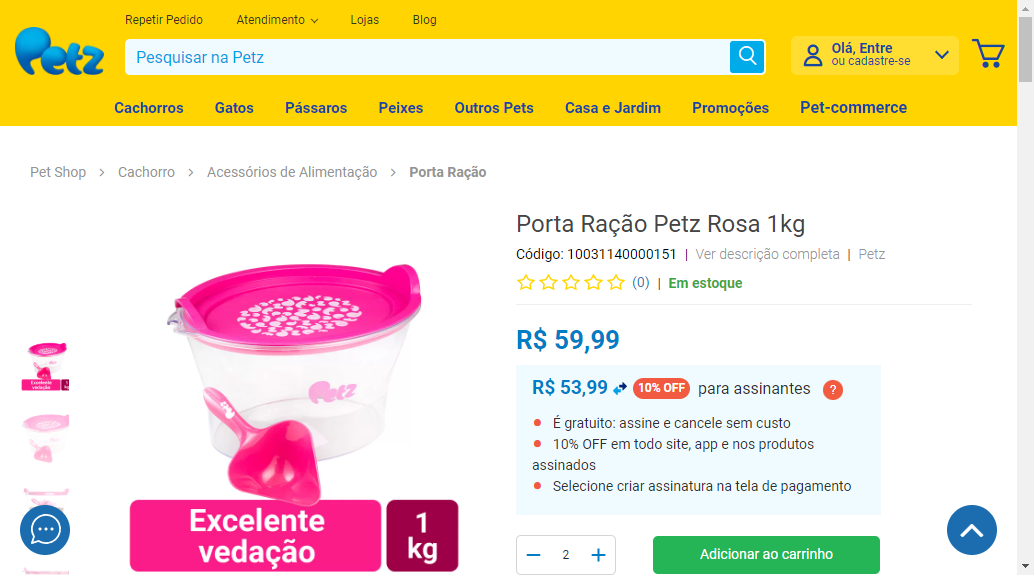 Repetir Pedido
Atendimento
Lojas
Blog
Petz
Pesquisar na Petz
Olá, Entre
ou cadastre-se
Cachorros
Gatos
Pássaros
Peixes
Outros Pets
Casa e Jardim
Promoções
Pet-commerce
Pet Shop > Cachorro > Acessórios de Alimentação > Porta Ração
Porta Ração Petz Rosa 1kg
Código: 10031140000151 | Ver descrição completa | Petz
(0) | Em estoque
R$ 59,99
R$ 53,99 10% OFF para assinantes ?
É gratuito: assine e cancele sem custo
10% OFF em todo site, app e nos produtos
assinados
Selecione criar assinatura na tela de pagamento
2
Adicionar ao carrinho
Petz
Excelente
vedação
1
kg
Excelente
vedação